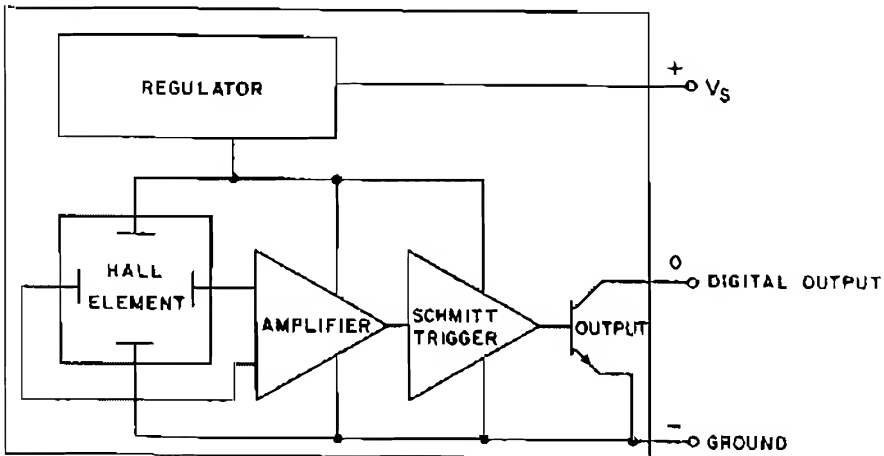 REGULATOR
+
VS
HALL
ELEMENT
AMPLIFIER
SCHMITT
TRIGGER
OUTPUT
O
DIGITAL OUTPUT
-
GROUND